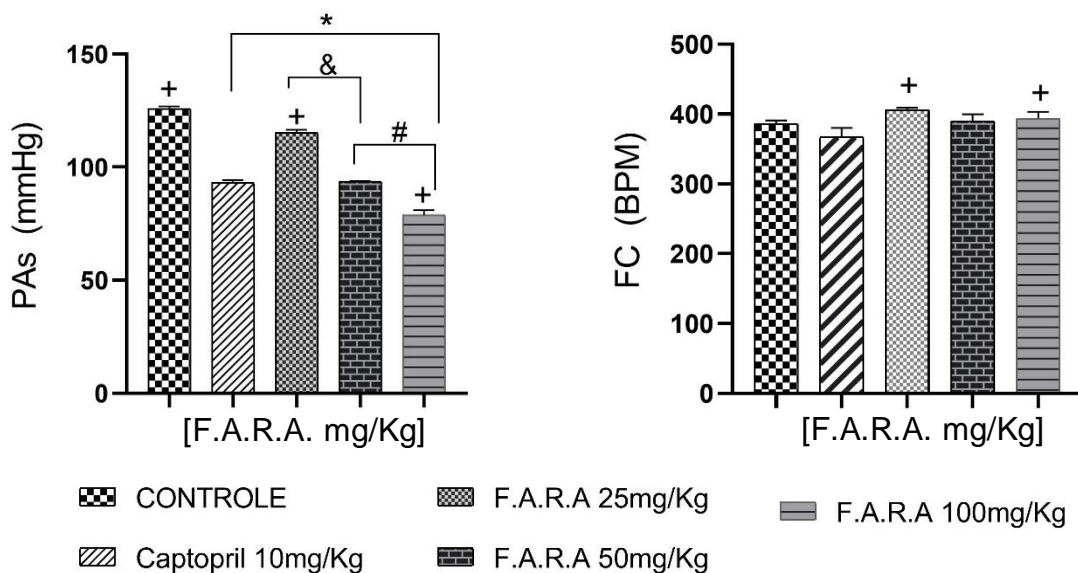 PAs (mmHg)
150
100
50
0
+
+
+
*
&
#
[F.A.R.A. mg/Kg]
FC (BPM)
500
400
300
200
100
0
+
+
[F.A.R.A. mg/Kg]
CONTROLE
Captopril 10mg/Kg
F.A.R.A 25mg/Kg
F.A.R.A 50mg/Kg
F.A.R.A 100mg/Kg